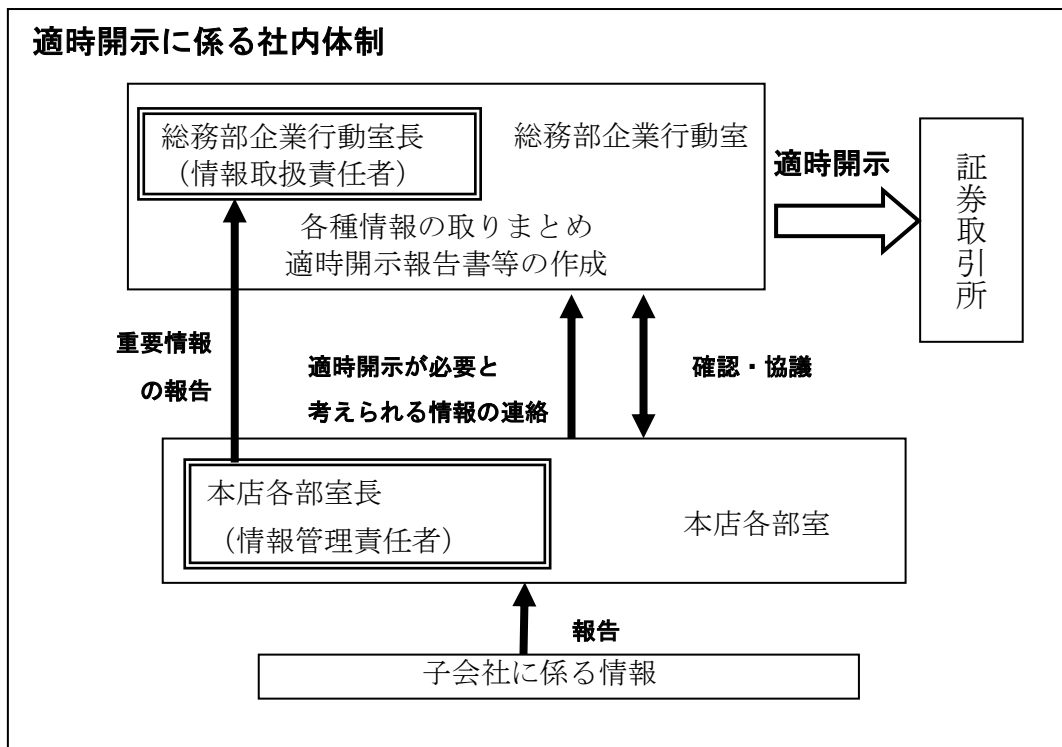 適時開示に係る社内体制
総務部企業行動室長
（情報取扱責任者）
総務部企業行動室
各種情報の取りまとめ
適時開示報告書等の作成
適時開示
証券取引所
重要情報
の報告
適時開示が必要と
考えられる情報の連絡
確認・協議
本店各部室長
（情報管理責任者）
本店各部室
報告
子会社に係る情報